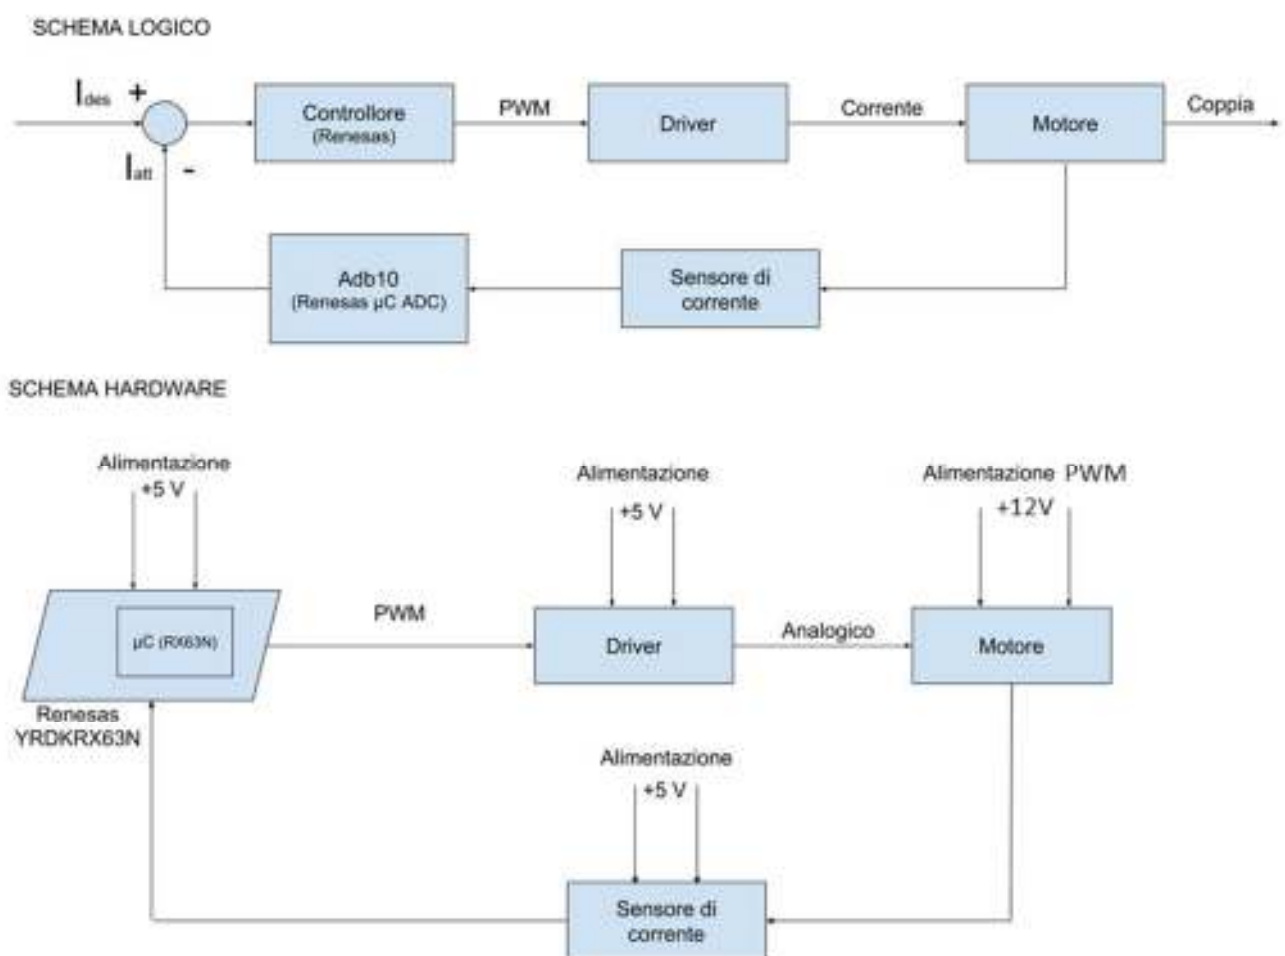 SCHEMA LOGICO
I des +
I att -
Controllore
(Renesas)
PWM
Driver
Corrente
Motore
Coppia
Adb10
(Renesas µC ADC)
Sensore di
corrente
SCHEMA HARDWARE
Alimentazione
+5 V
Alimentazione
+5 V
Alimentazione PWM
+12V
µC (RX63N)
PWM
Driver
Analogico
Motore
Renesas
YRDKRX63N
Alimentazione
+5 V
Sensore di
corrente